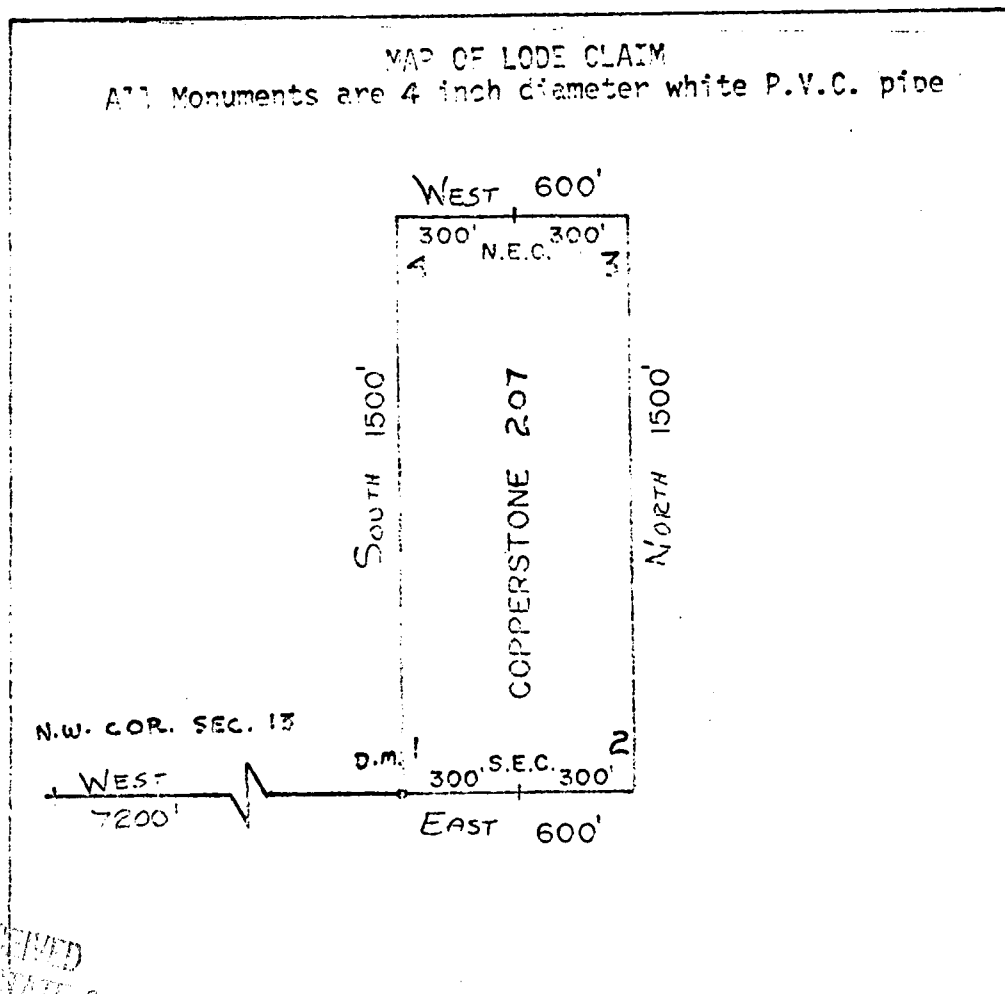 MAP OF LODE CLAIM
All Monuments are 4 inch diameter white P.V.C. pipe
WEST 600'
300' 300'
N.E.C.
4 3
SOUTH 1500'
COPPERSTONE 207
NORTH 1500'
N.W. COR. SEC. 13
D.M. 1 2
WEST
7200'
300' S.E.C. 300'
EAST 600'